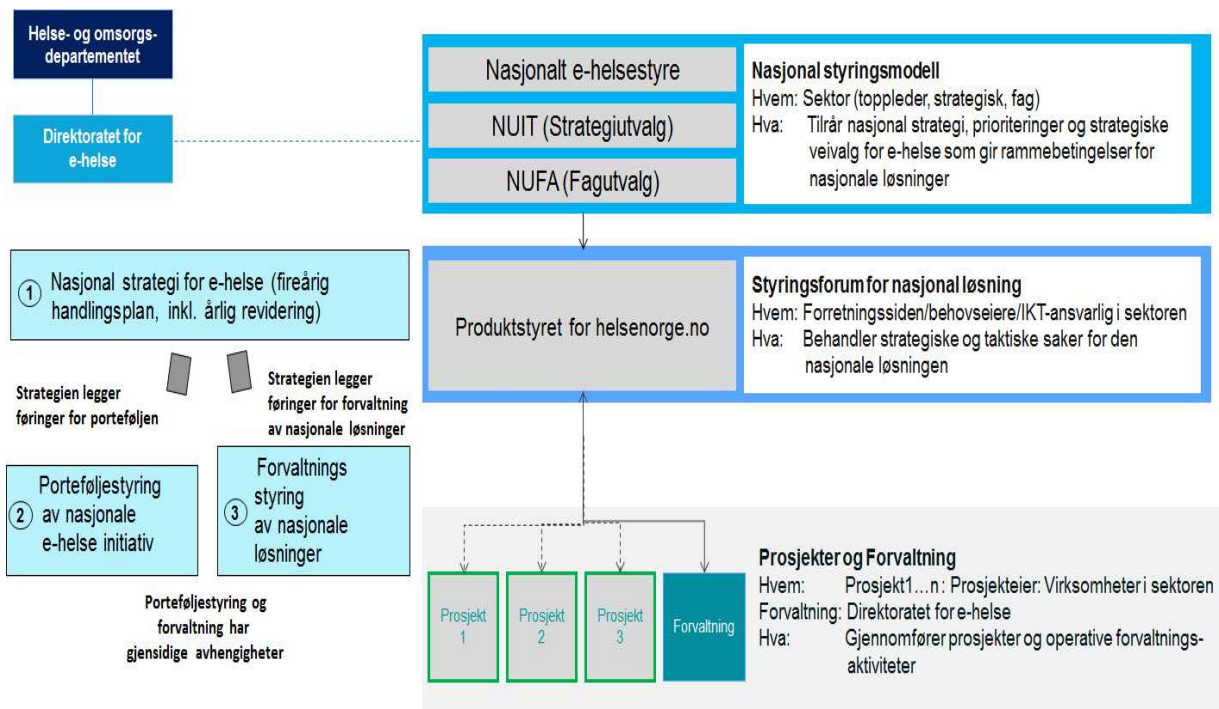 Helse- og omsorgs-
departementet
Direktoratet for
e-helse
Nasjonalt e-helsestyre
NUIT (Strategiutvalg)
NUFA (Fagutvalg)
Nasjonal styringsmodell
Hvem: Sektor (toppleder, strategisk, fag)
Hva: Tilrår nasjonal strategi, prioriteringer og strategiske
veivalg for e-helse som gir rammebetingelser for
nasjonale løsninger
1 Nasjonal strategi for e-helse (fireårig
handlingsplan, inkl. årlig revidering)
Strategien legger
føringer for porteføljen
Strategien legger
føringer for forvaltning
av nasjonale løsninger
2 Porteføljestyring
av nasjonale
e-helse initiativ
3 Forvaltnings
styring
av nasjonale
løsninger
Porteføljestyring og
forvaltning har
gjensidige avhengigheter
Produktstyret for helsenorge.no
Styringsforum for nasjonal løsning
Hvem: Forretningssiden/behovseiere/IKT-ansvarlig i sektoren
Hva: Behandler strategiske og taktiske saker for den
nasjonale løsningen
Prosjekt
1
Prosjekt
2
Prosjekt
3
Forvaltning
Prosjekter og Forvaltning
Hvem: Prosjekt1...n : Prosjekteier: Virksomheter i sektoren
Forvaltning: Direktoratet for e-helse
Hva: Gjennomfører prosjekter og operative forvaltnings-
aktiviteter